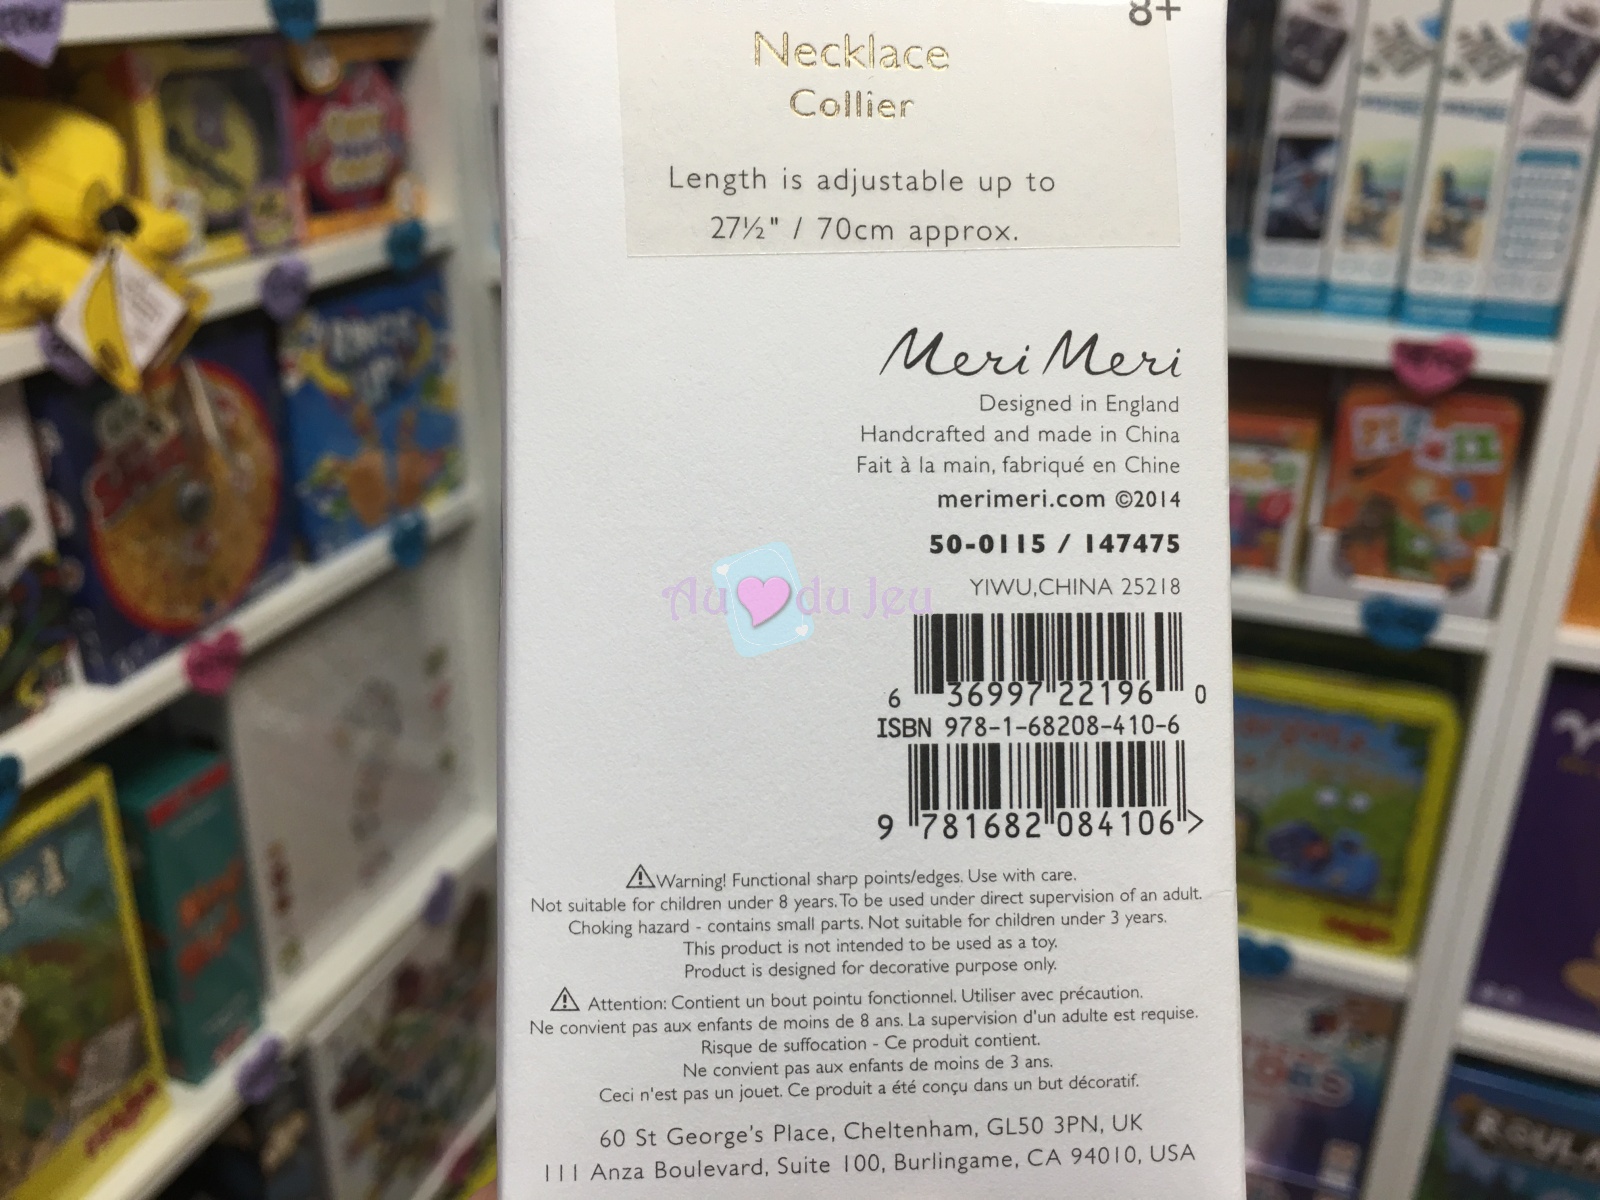 8+
Necklace
Collier
Length is adjustable up to
27½" / 70cm approx.
Meri Meri
Designed in England
Handcrafted and made in China
Fait à la main, fabriqué en Chine
merimeri.com ©2014
50-0115 / 147475
Au du Jeu
YIWU,CHINA 25218
6 36997 22196 0
ISBN 978-1-68208-410-6
9 781682 084106 >
Warning! Functional sharp points/edges. Use with care.
Not suitable for children under 8 years. To be used under direct supervision of an adult.
Choking hazard - contains small parts. Not suitable for children under 3 years.
This product is not intended to be used as a toy.
Product is designed for decorative purpose only.
Attention: Contient un bout pointu fonctionnel. Utiliser avec précaution.
Ne convient pas aux enfants de moins de 8 ans. La supervision d'un adulte est requise.
Risque de suffocation - Ce produit contient.
Ne convient pas aux enfants de moins de 3 ans.
Ceci n'est pas un jouet. Ce produit a été conçu dans un but décoratif.
60 St George's Place, Cheltenham, GL50 3PN, UK
111 Anza Boulevard, Suite 100, Burlingame, CA 94010, USA